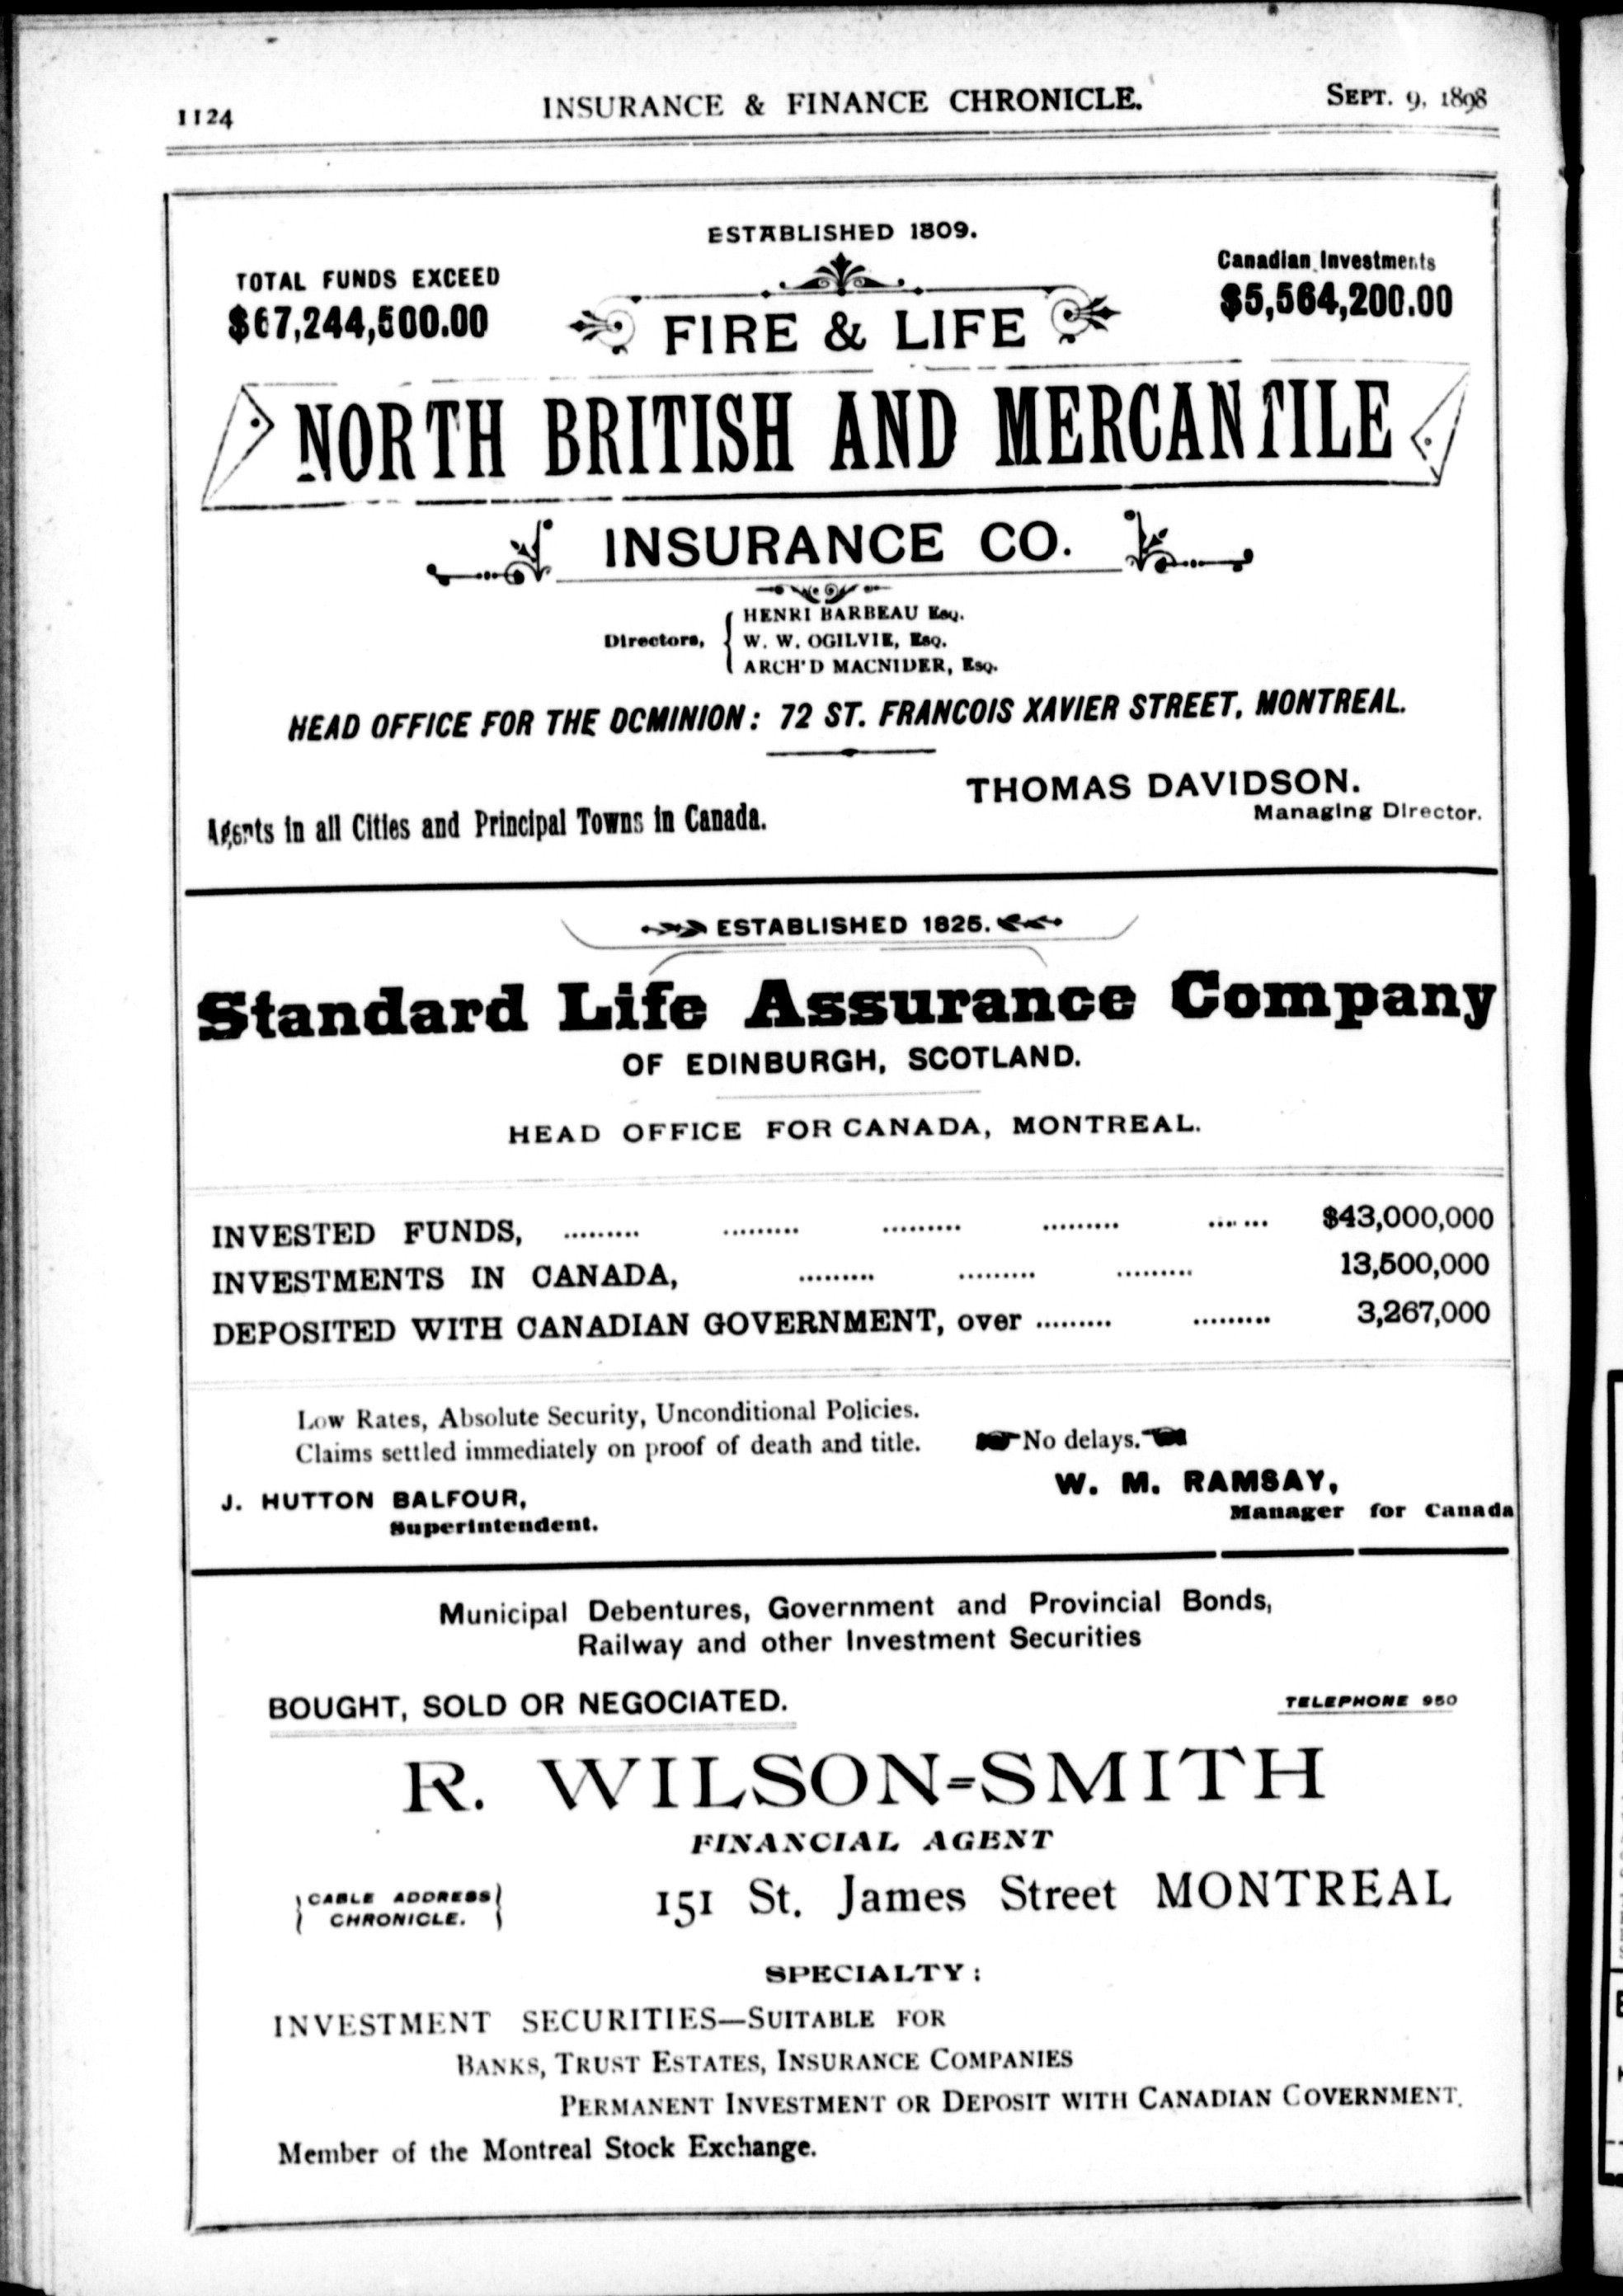 1124
INSURANCE & FINANCE CHRONICLE.
SEPT. 9, 1898
ESTABLISHED 1809.
TOTAL FUNDS EXCEED
$67,244,500.00
Canadian Investments
$5,564,200.00
FIRE & LIFE
NORTH BRITISH AND MERCANTILE
INSURANCE CO.
Directors,
HENRI BARBEAU Esq.
W. W. OGILVIE, Esq.
ARCH'D MACNIDER, Esq.
HEAD OFFICE FOR THE DOMINION: 72 ST. FRANCOIS XAVIER STREET, MONTREAL.
Agents in all Cities and Principal Towns in Canada.
THOMAS DAVIDSON.
Managing Director.
ESTABLISHED 1825.
Standard Life Assurance Company
OF EDINBURGH, SCOTLAND.
HEAD OFFICE FOR CANADA, MONTREAL.
INVESTED FUNDS, ......... ......... ......... ......... ....... $43,000,000
INVESTMENTS IN CANADA, ......... ......... ......... 13,500,000
DEPOSITED WITH CANADIAN GOVERNMENT, over ......... ......... 3,267,000
Low Rates, Absolute Security, Unconditional Policies.
Claims settled immediately on proof of death and title. No delays.
J. HUTTON BALFOUR,
Superintendent.
W. M. RAMSAY,
Manager for Canada
Municipal Debentures, Government and Provincial Bonds,
Railway and other Investment Securities
BOUGHT, SOLD OR NEGOCIATED.
TELEPHONE 950
R. WILSON-SMITH
FINANCIAL AGENT
CABLE ADDRESS
CHRONICLE.
151 St. James Street MONTREAL
SPECIALTY:
INVESTMENT SECURITIES—SUITABLE FOR
BANKS, TRUST ESTATES, INSURANCE COMPANIES
PERMANENT INVESTMENT OR DEPOSIT WITH CANADIAN GOVERNMENT.
Member of the Montreal Stock Exchange.